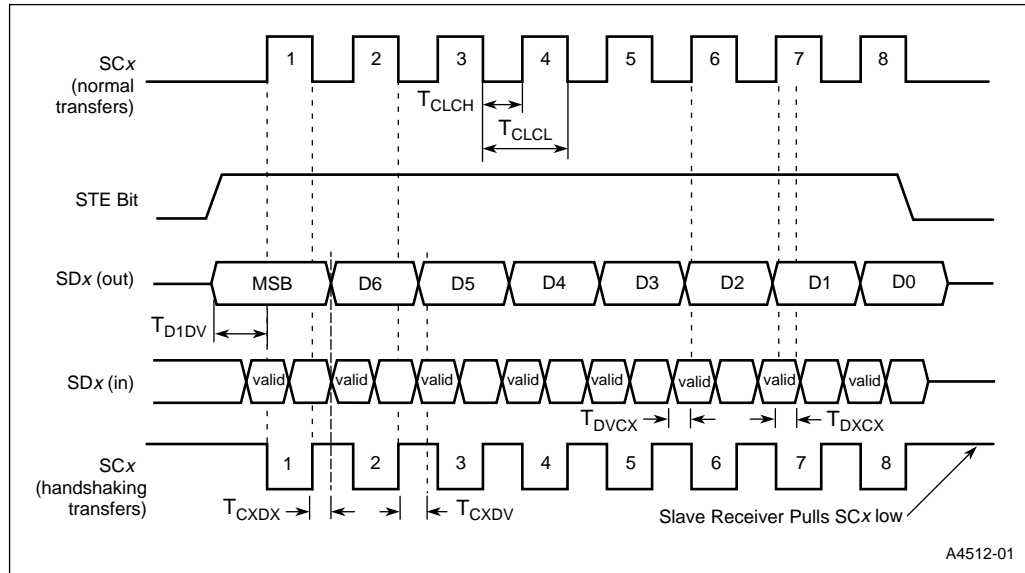 SCx
(normal
transfers)
1 2 3 4 5 6 7 8
TCLCH
TCLCL
STE Bit
SDx (out)
MSB D6 D5 D4 D3 D2 D1 D0
TD1DV
SDx (in)
valid valid valid valid valid valid valid valid
TDVCX
TDXCX
SCx
(handshaking
transfers)
1 2 3 4 5 6 7 8
TCXDX
TCXDV
Slave Receiver Pulls SCx low
A4512-01